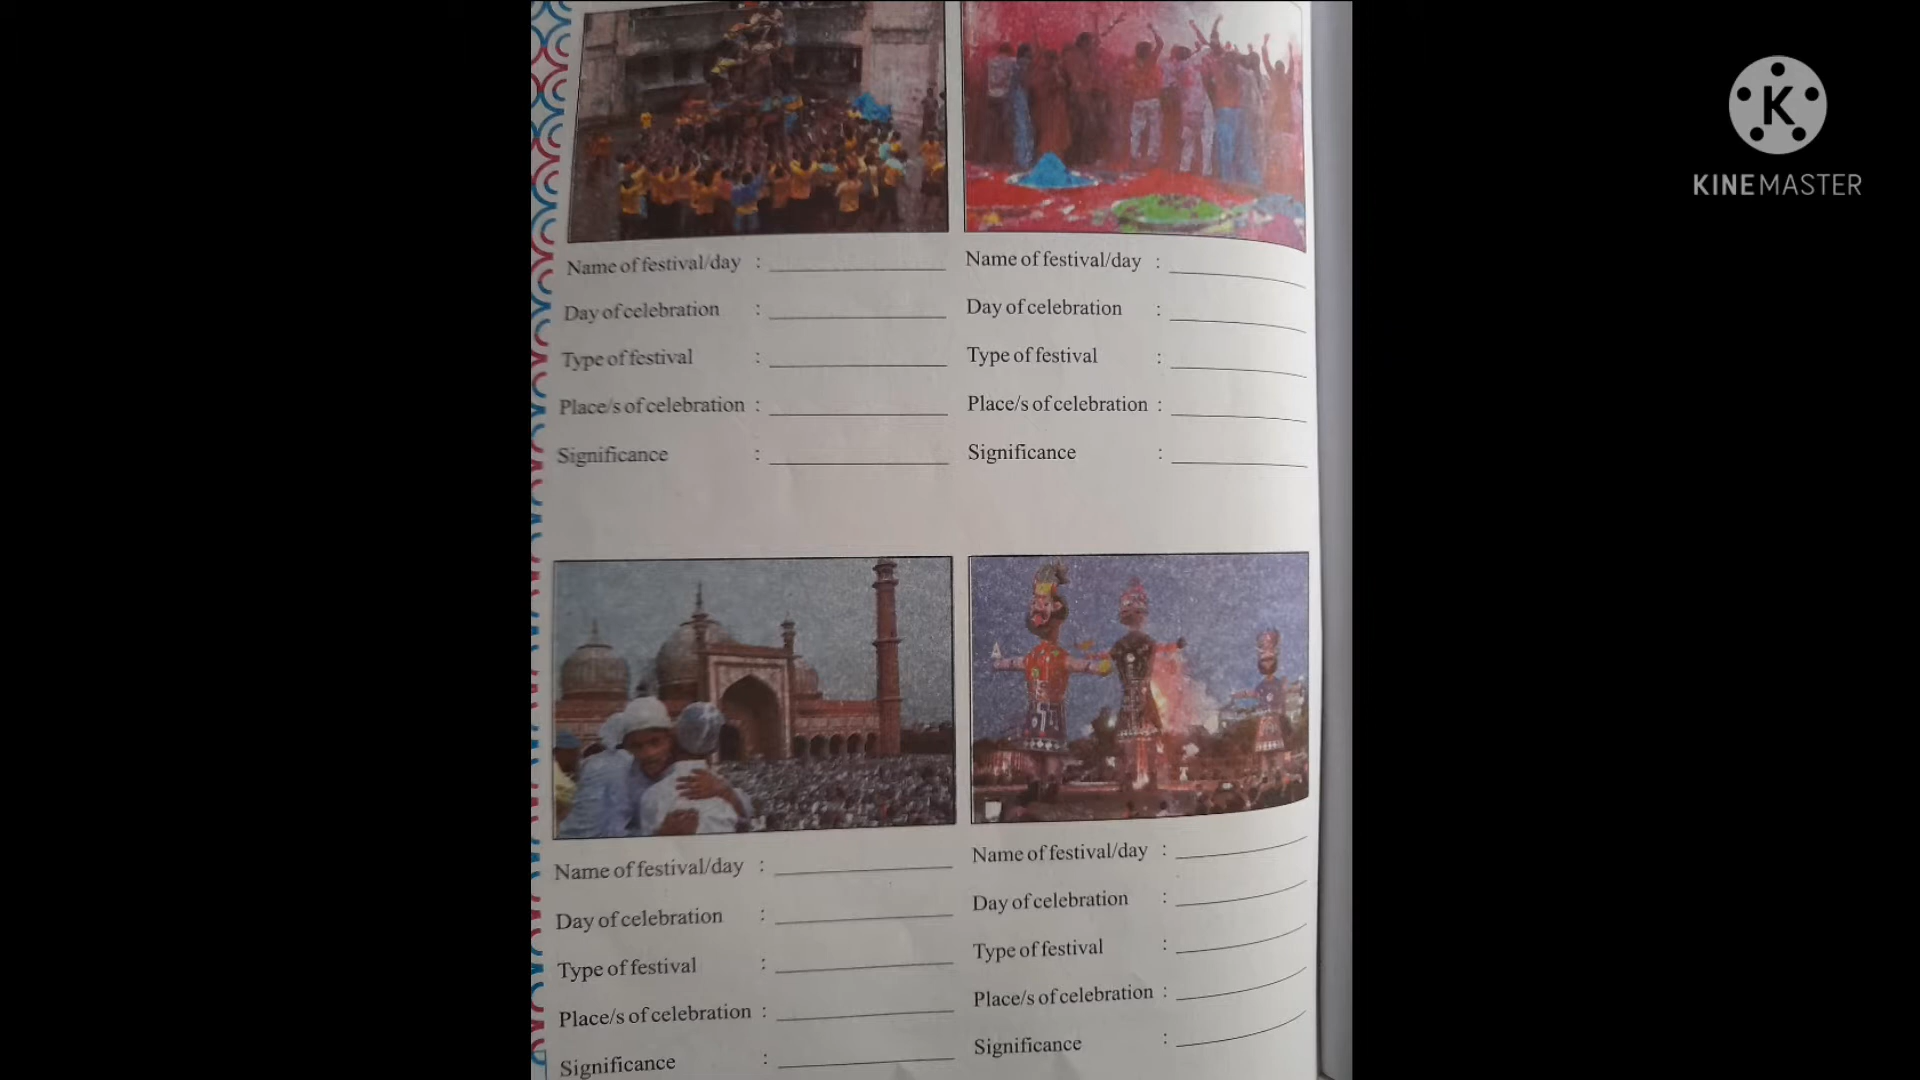 Name of festival/day : Name of festival/day :
Day of celebration : Day of celebration :
Type of festival : Type of festival :
Place/s of celebration : Place/s of celebration :
Significance : Significance :
Name of festival/day : Name of festival/day :
Day of celebration : Day of celebration :
Type of festival : Type of festival :
Place/s of celebration : Place/s of celebration :
Significance : Significance :
K
KINEMASTER